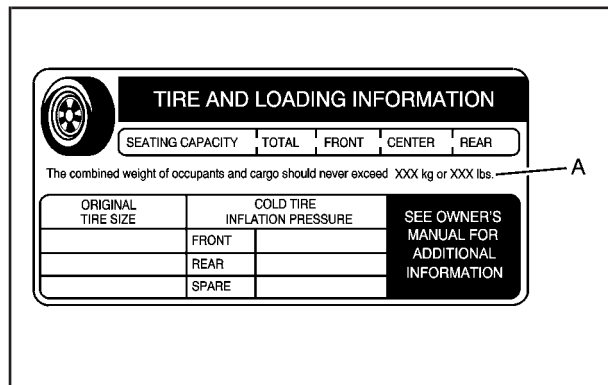 TIRE AND LOADING INFORMATION
SEATING CAPACITY TOTAL FRONT CENTER REAR
The combined weight of occupants and cargo should never exceed XXX kg or XXX lbs.
A
ORIGINAL
TIRE SIZE
COLD TIRE
INFLATION PRESSURE
FRONT
REAR
SPARE
SEE OWNER'S
MANUAL FOR
ADDITIONAL
INFORMATION